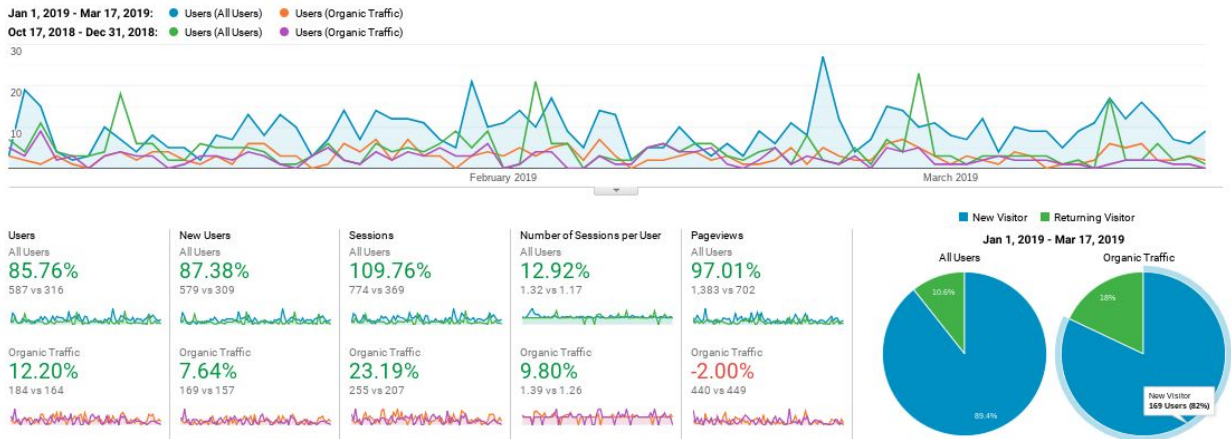 Jan 1, 2019 - Mar 17, 2019: Users (All Users) Users (Organic Traffic)
Oct 17, 2018 - Dec 31, 2018: Users (All Users) Users (Organic Traffic)
30
20
10
February 2019 March 2019
New Visitor Returning Visitor
Jan 1, 2019 - Mar 17, 2019
Users New Users Sessions Number of Sessions per User Pageviews
All Users All Users All Users All Users All Users
85.76% 87.38% 109.76% 12.92% 97.01%
587 vs 316 579 vs 309 774 vs 369 1.32 vs 1.17 1,383 vs 702
Organic Traffic Organic Traffic Organic Traffic Organic Traffic Organic Traffic
12.20% 7.64% 23.19% 9.80% -2.00%
184 vs 164 169 vs 157 255 vs 207 1.39 vs 1.26 440 vs 449
All Users Organic Traffic
10.6% 18%
89.4%
New Visitor
169 Users (82%)